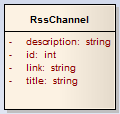 RssChannel
- description: string
- id: int
- link: string
- title: string